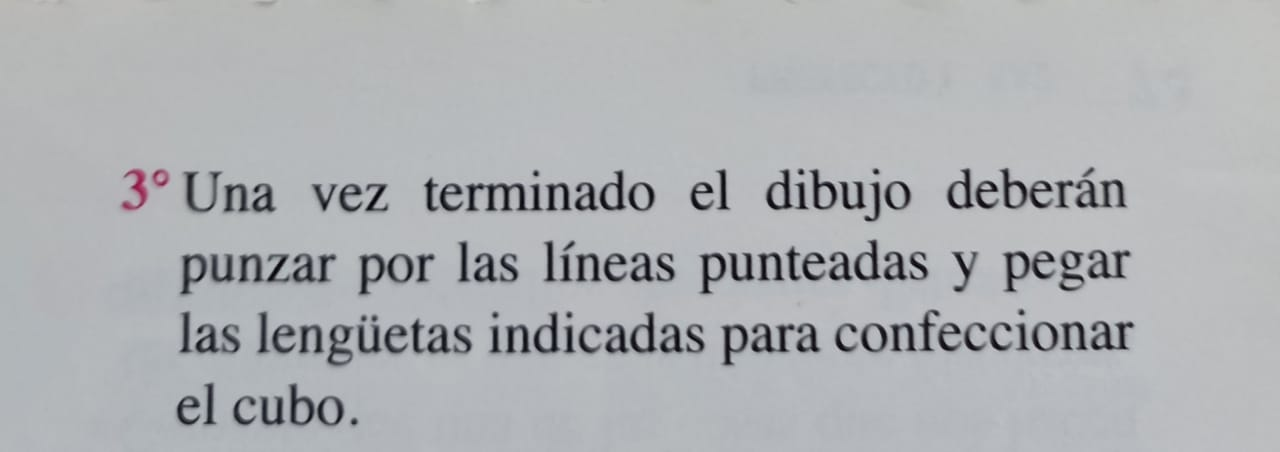 3° Una vez terminado el dibujo deberán
punzar por las líneas punteadas y pegar
las lengüetas indicadas para confeccionar
el cubo.